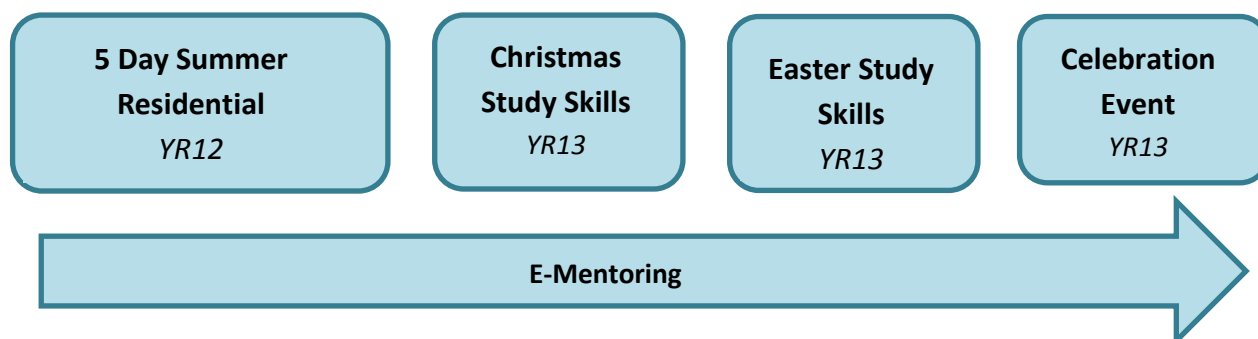 5 Day Summer
Residential
YR12
Christmas
Study Skills
YR13
Easter Study
Skills
YR13
Celebration
Event
YR13
E-Mentoring